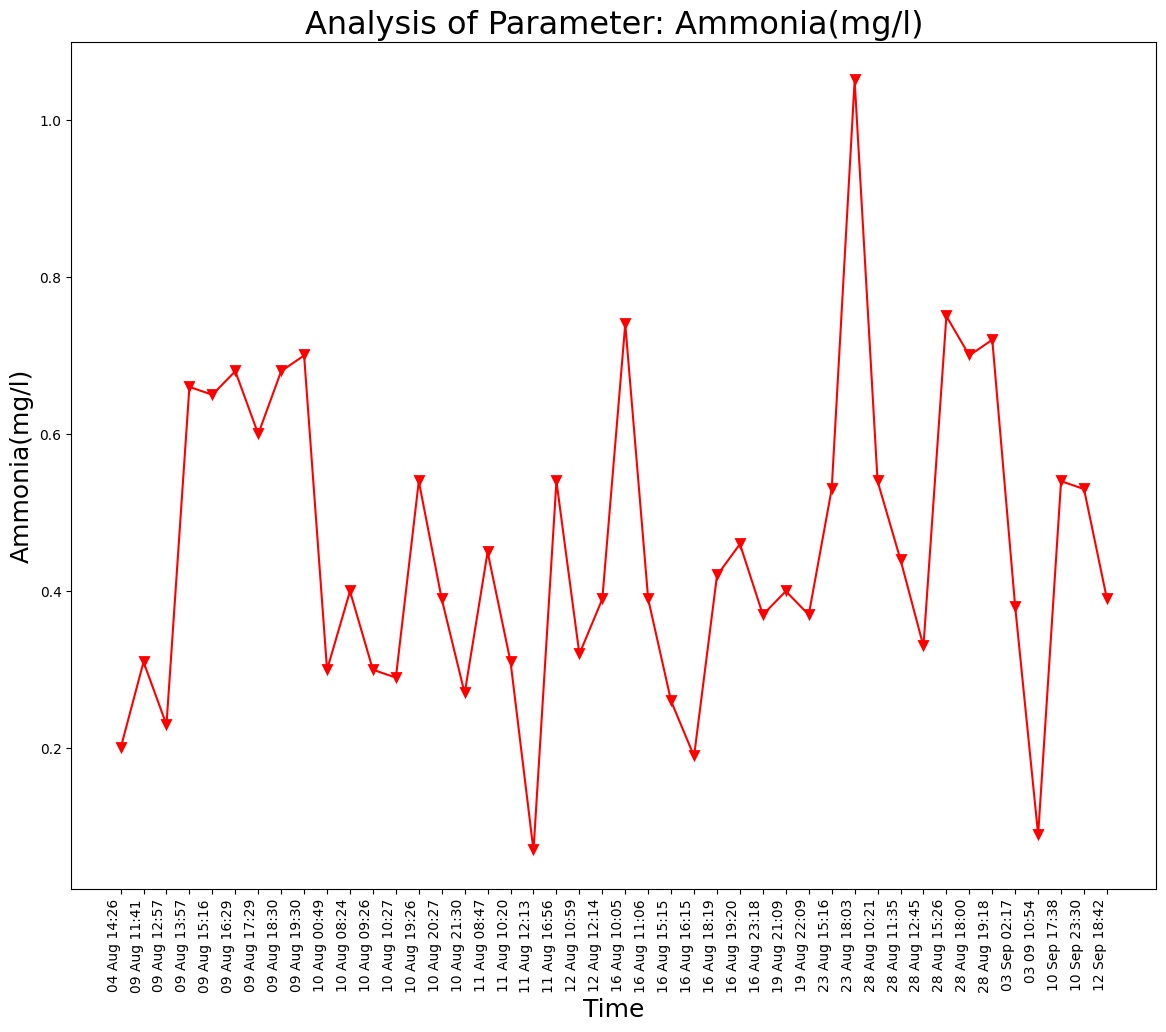 Analysis of Parameter: Ammonia(mg/l)
Ammonia(mg/l)
1.0
0.8
0.6
0.4
0.2
04 Aug 14:26
09 Aug 11:41
09 Aug 12:57
09 Aug 13:57
09 Aug 15:16
09 Aug 16:29
09 Aug 17:29
09 Aug 18:30
09 Aug 19:30
10 Aug 00:49
10 Aug 08:24
10 Aug 09:26
10 Aug 10:27
10 Aug 19:26
10 Aug 20:27
10 Aug 21:30
11 Aug 08:47
11 Aug 10:20
11 Aug 12:13
11 Aug 16:56
12 Aug 10:59
12 Aug 12:14
16 Aug 10:05
16 Aug 11:06
16 Aug 15:15
16 Aug 16:15
16 Aug 18:19
16 Aug 19:20
16 Aug 23:18
19 Aug 21:09
19 Aug 22:09
23 Aug 15:16
23 Aug 18:03
28 Aug 10:21
28 Aug 11:35
28 Aug 12:45
28 Aug 15:26
28 Aug 18:00
28 Aug 19:18
03 Sep 02:17
03 09 10:54
10 Sep 17:38
10 Sep 23:30
12 Sep 18:42
Time